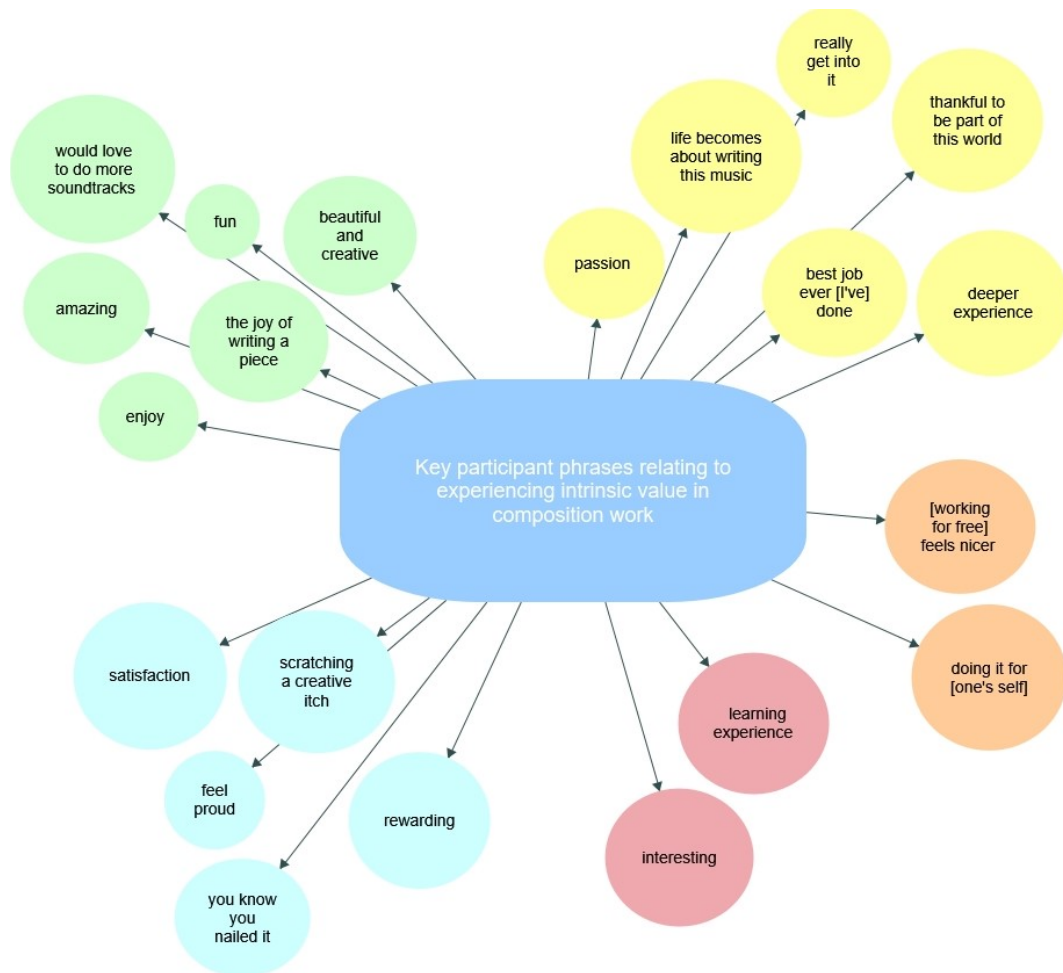 really
get into
it
thankful to
be part of
this world
life becomes
about writing
this music
would love
to do more
soundtracks
fun
beautiful
and
creative
passion
best job
ever [I've]
done
deeper
experience
amazing
the joy of
writing a
piece
enjoy
Key participant phrases relating to
experiencing intrinsic value in
composition work
[working
for free]
feels nicer
satisfaction
scratching
a creative
itch
doing it for
[one's self]
learning
experience
feel
proud
rewarding
interesting
you know
you
nailed it